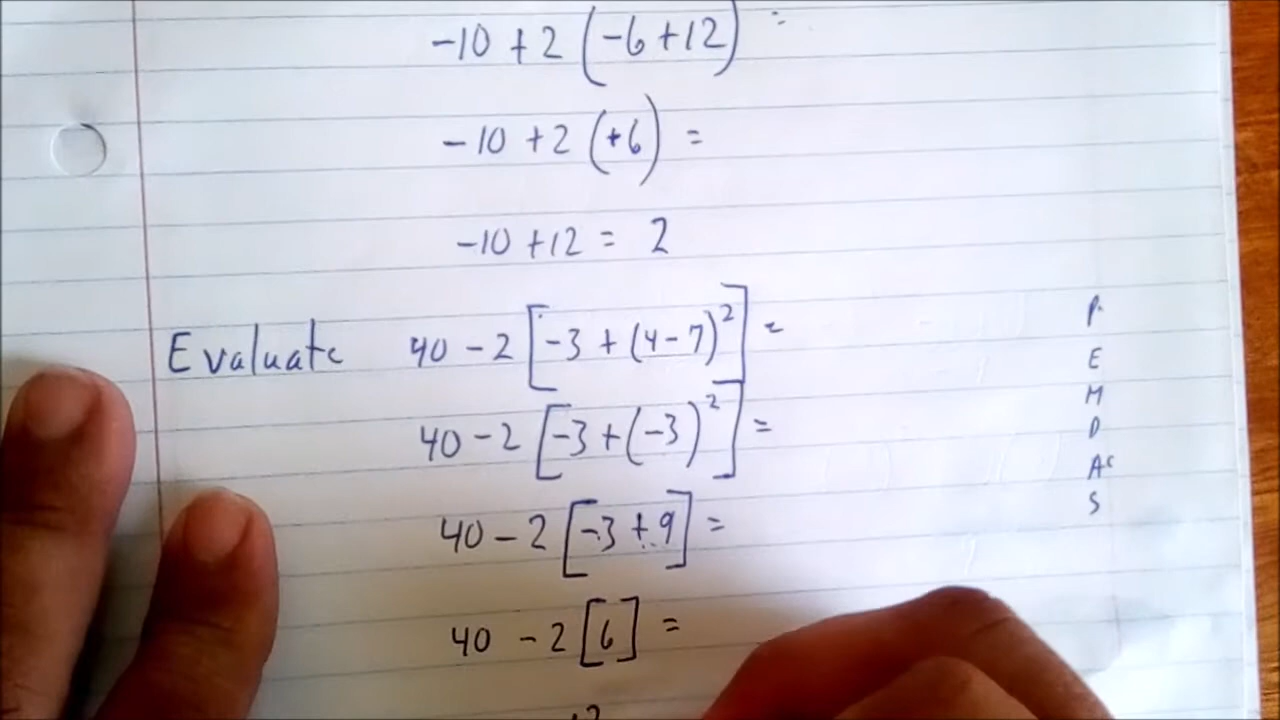 -10 + 2 (-6 + 12) =
-10 + 2 (+6) =
-10 + 12 = 2
Evaluate 40 - 2 [-3 + (4 - 7)²] =
40 - 2 [-3 + (-3)²] =
40 - 2 [-3 + 9] =
40 - 2 [6] =
P
E
M
D
A
S